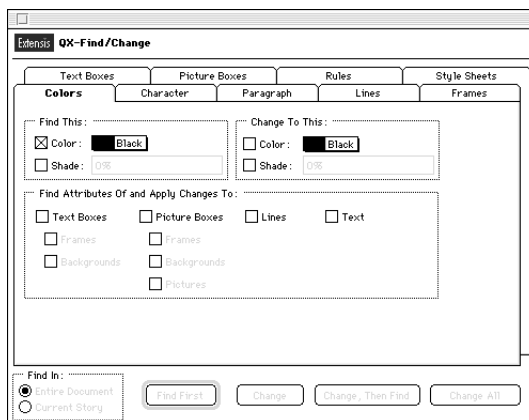 Extensis QX-Find/Change
Text Boxes Picture Boxes Rules Style Sheets
Colors Character Paragraph Lines Frames
Find This: Change To This:
Color: Black Color: Black
Shade: 0% Shade: 0%
Find Attributes Of and Apply Changes To:
Text Boxes Picture Boxes Lines Text
Frames Frames
Backgrounds Backgrounds
Pictures
Find In:
Entire Document
Current Story
Find First Change Change, Then Find Change All